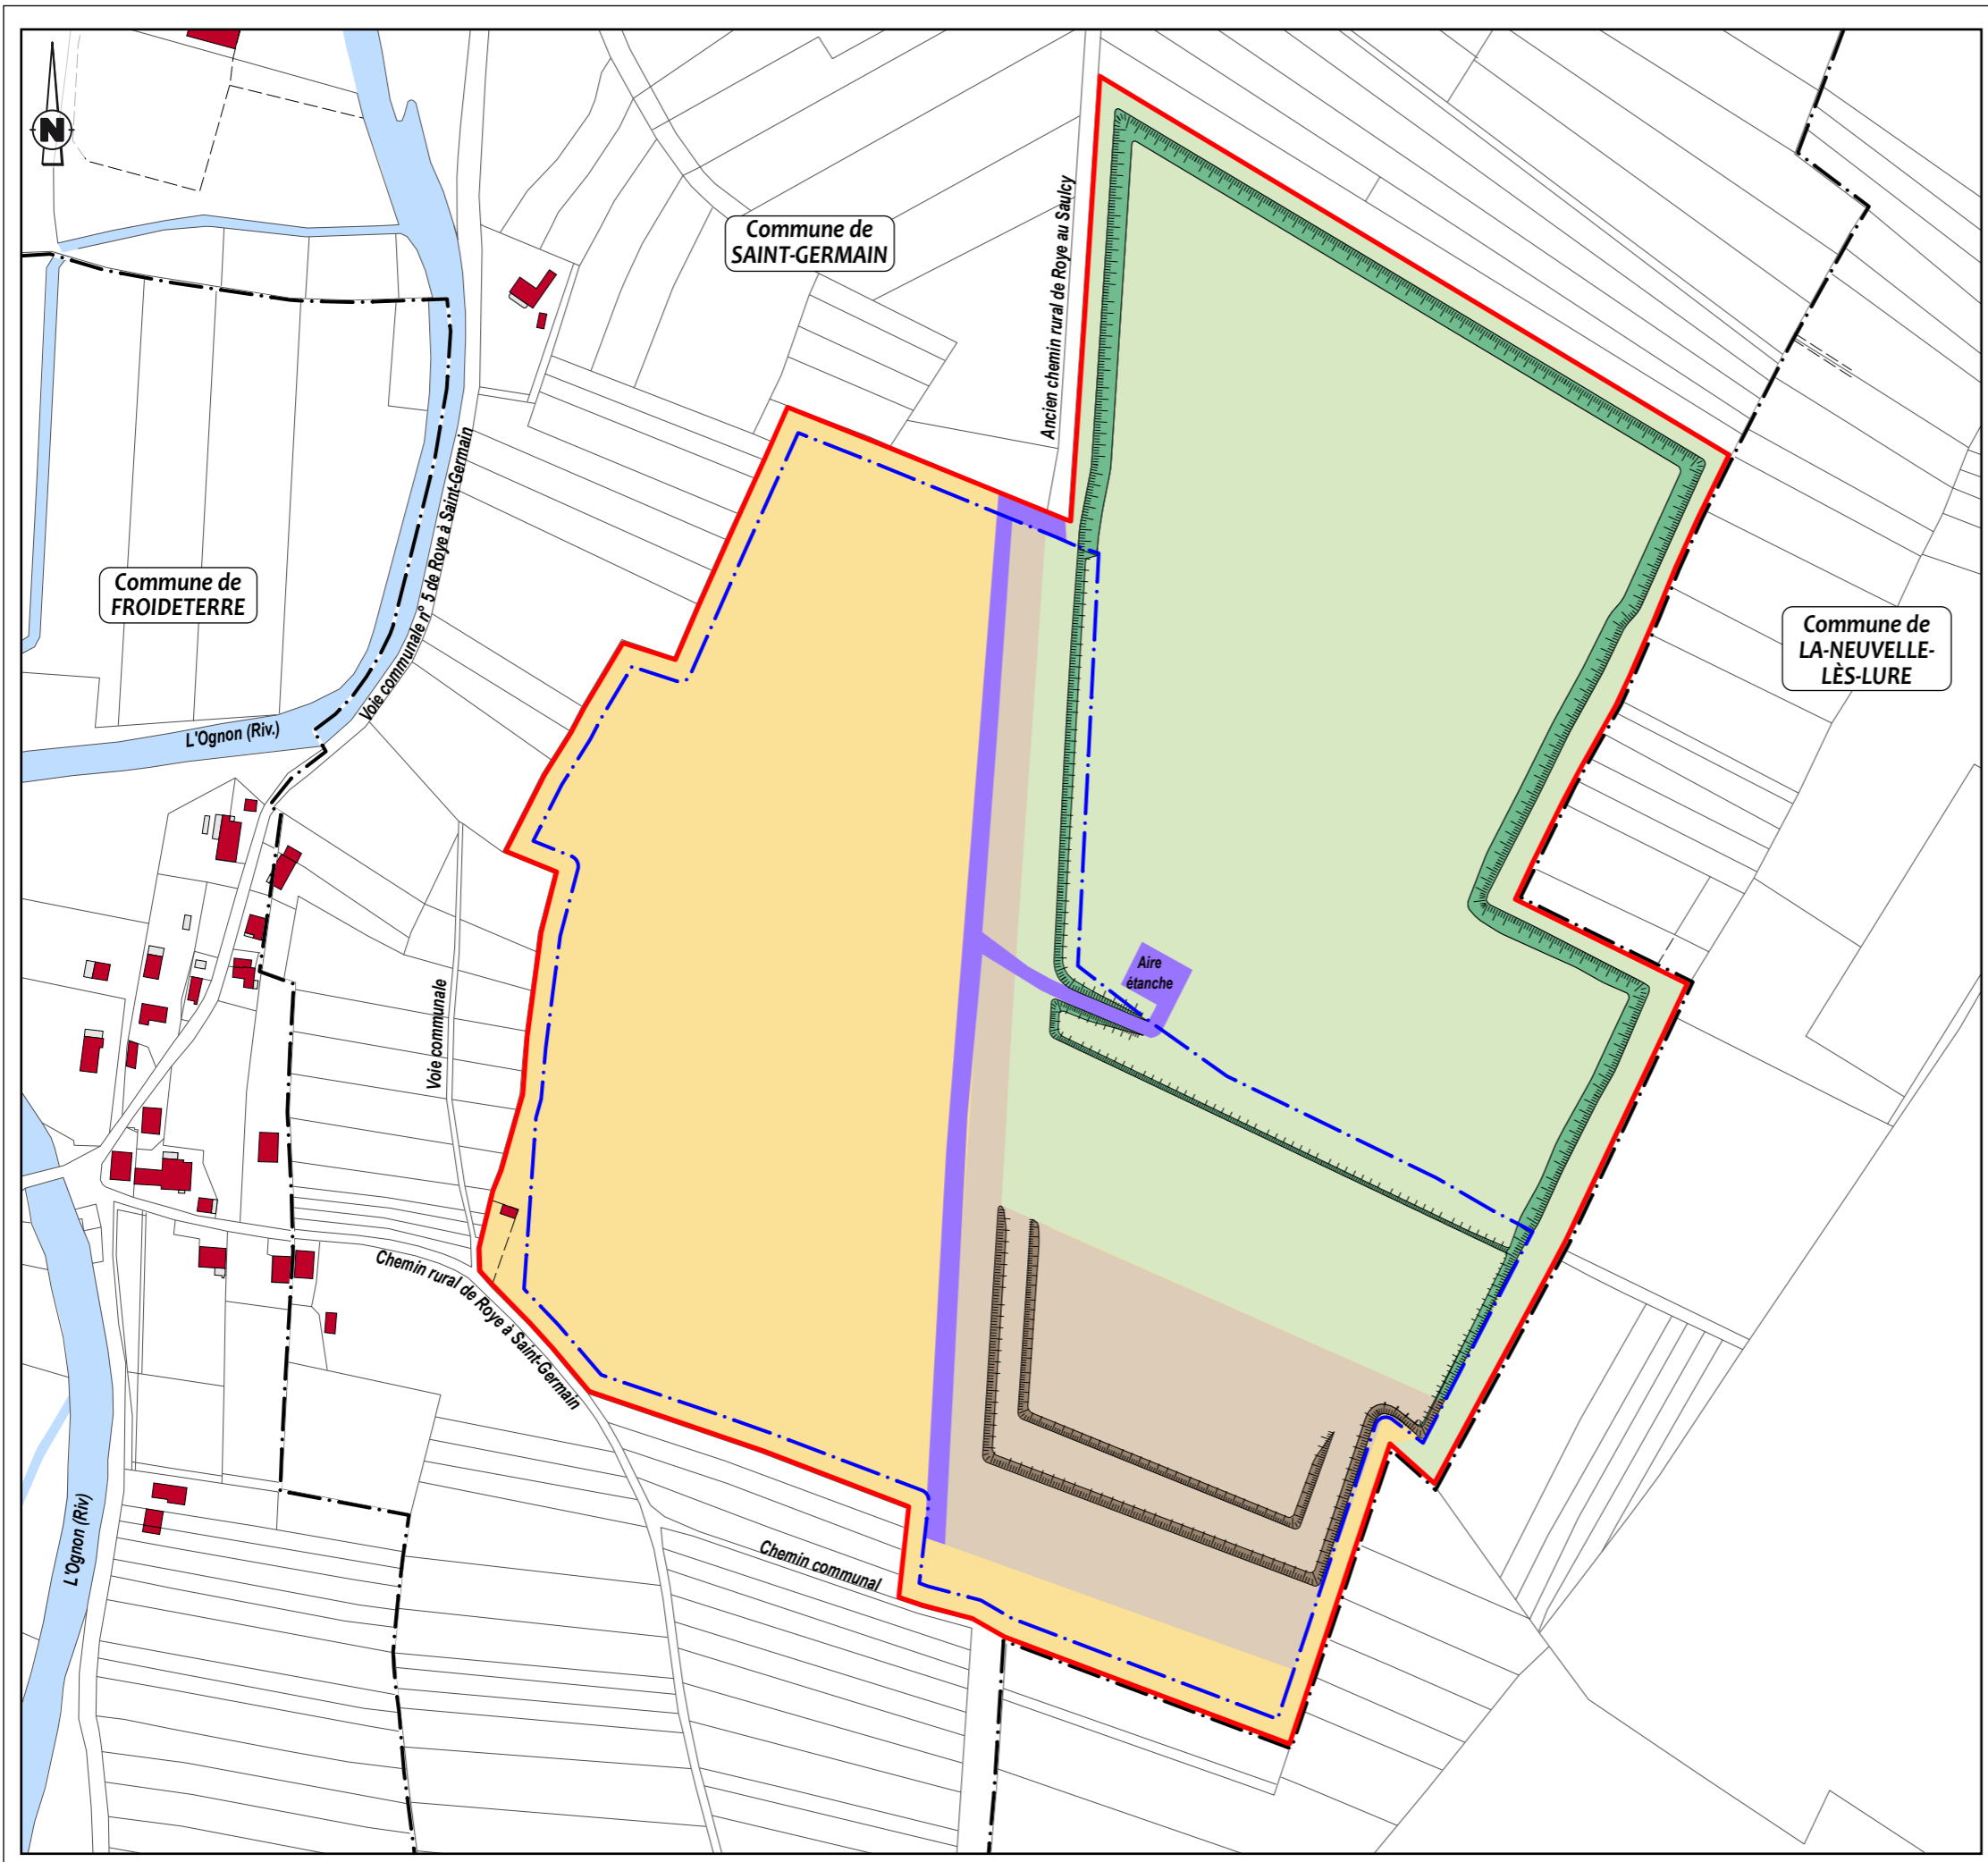 N
Commune de
SAINT-GERMAIN
Ancien chemin rural de Roye au Saulcy
Commune de
FROIDETERRE
Voie communale n° 5 de Roye à Saint-Germain
Commune de
LA-NEUVELLE-
LÈS-LURE
L'Ognon (Riv.)
Aire
étanche
Voie communale
Chemin rural de Roye à Saint-Germain
L'Ognon (Riv)
Chemin communal